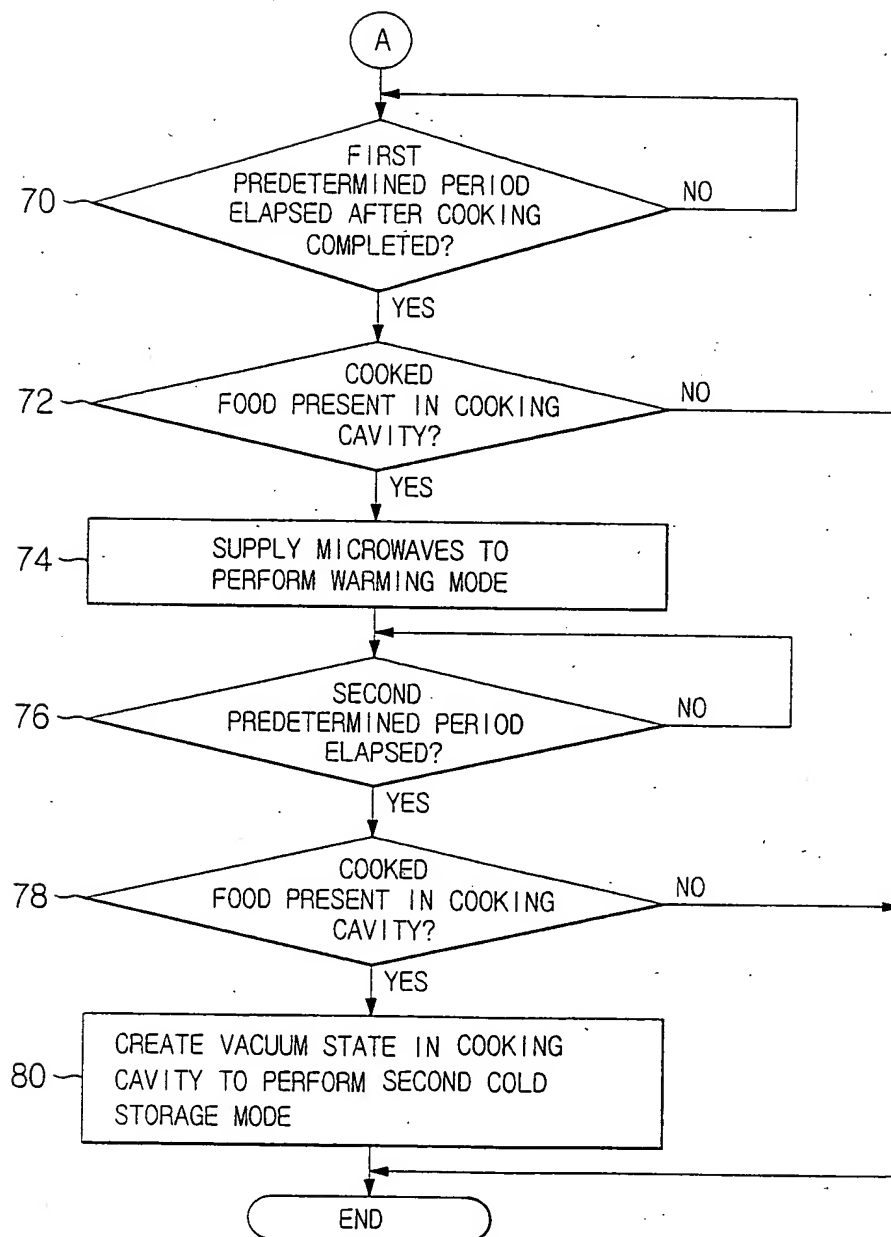 A
70
FIRST
PREDETERMINED PERIOD
ELAPSED AFTER COOKING
COMPLETED?
NO
YES
72
COOKED
FOOD PRESENT IN COOKING
CAVITY?
NO
YES
74
SUPPLY MICROWAVES TO
PERFORM WARMING MODE
76
SECOND
PREDETERMINED PERIOD
ELAPSED?
NO
YES
78
COOKED
FOOD PRESENT IN COOKING
CAVITY?
NO
YES
80
CREATE VACUUM STATE IN COOKING
CAVITY TO PERFORM SECOND COLD
STORAGE MODE
END